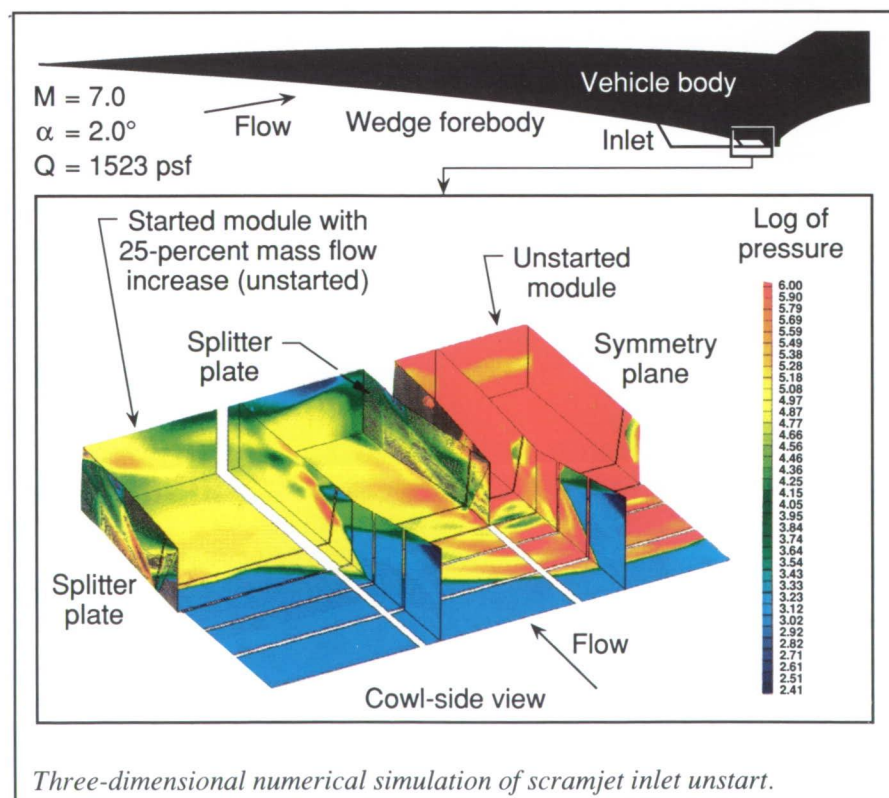 M = 7.0
α = 2.0°
Q = 1523 psf
Flow
Wedge forebody
Vehicle body
Inlet
Started module with
25-percent mass flow
increase (unstarted)
Splitter
plate
Unstarted
module
Symmetry
plane
Log of
pressure
6.00
5.90
5.79
5.69
5.59
5.49
5.38
5.28
5.18
5.08
4.97
4.87
4.77
4.66
4.56
4.46
4.36
4.25
4.15
4.05
3.95
3.84
3.74
3.64
3.54
3.43
3.33
3.23
3.12
3.02
2.92
2.82
2.71
2.61
2.51
2.41
Splitter
plate
Flow
Cowl-side view
Three-dimensional numerical simulation of scramjet inlet unstart.